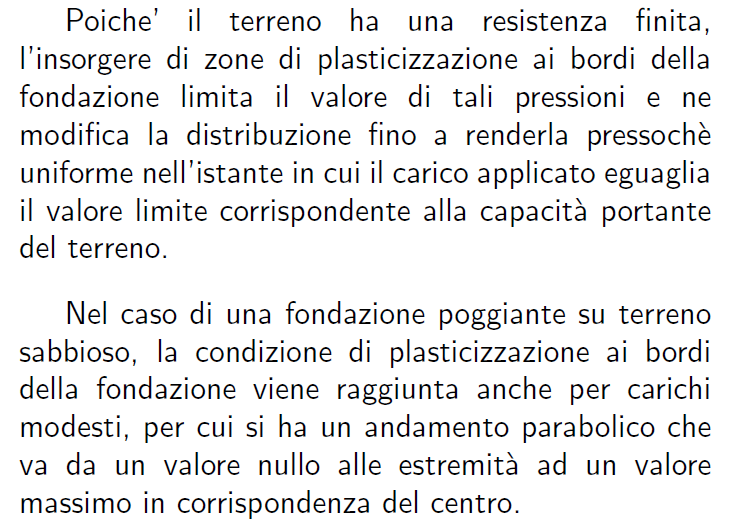 Poiche' il terreno ha una resistenza finita,
l'insorgere di zone di plasticizzazione ai bordi della
fondazione limita il valore di tali pressioni e ne
modifica la distribuzione fino a renderla pressochè
uniforme nell'istante in cui il carico applicato eguaglia
il valore limite corrispondente alla capacità portante
del terreno.
Nel caso di una fondazione poggiante su terreno
sabbioso, la condizione di plasticizzazione ai bordi
della fondazione viene raggiunta anche per carichi
modesti, per cui si ha un andamento parabolico che
va da un valore nullo alle estremità ad un valore
massimo in corrispondenza del centro.